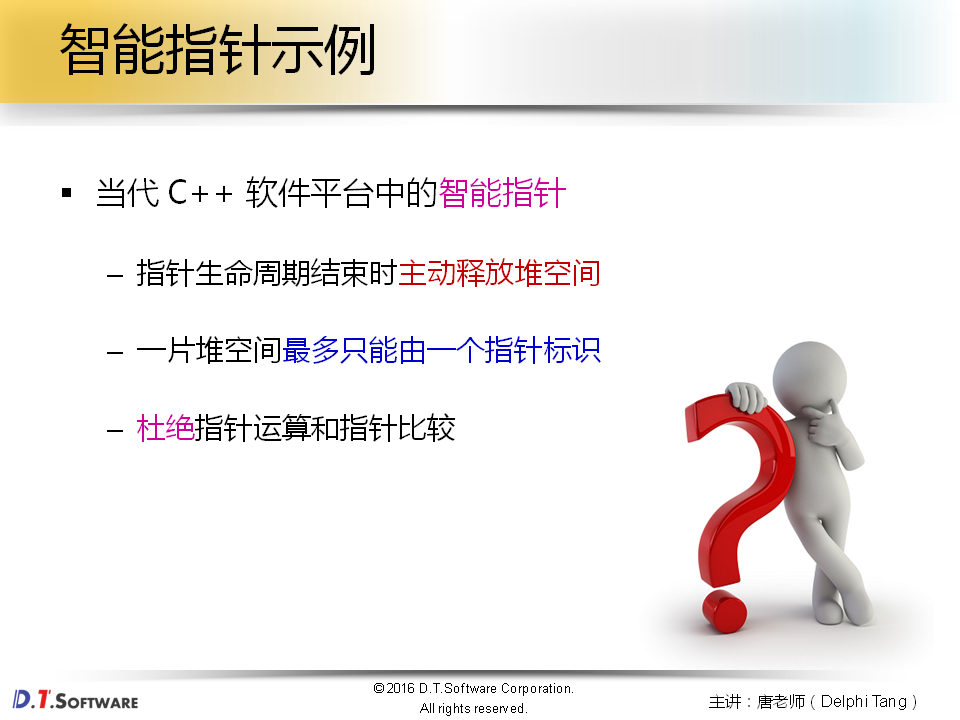 智能指针示例
▪ 当代 C++ 软件平台中的智能指针
– 指针生命周期结束时主动释放堆空间
– 一片堆空间最多只能由一个指针标识
– 杜绝指针运算和指针比较
D.T.SOFTWARE
©2016 D.T.Software Corporation.
All rights reserved.
主讲：唐老师（Delphi Tang）